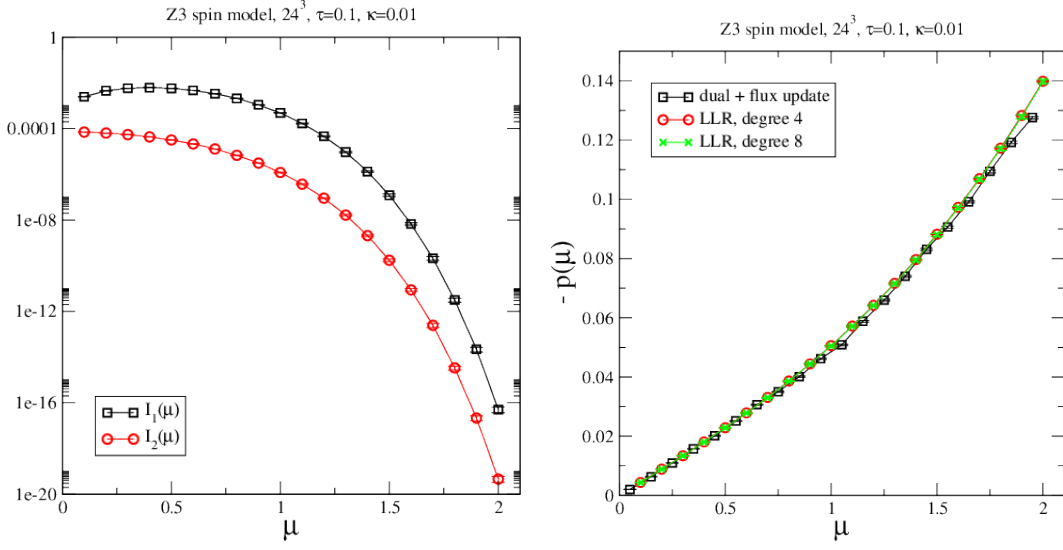 Z3 spin model, 24³, τ=0.1, κ=0.01
1
0.0001
1e-08
1e-12
1e-16
1e-20
I₁(μ)
I₂(μ)
0 0.5 1 1.5 2
μ
Z3 spin model, 24³, τ=0.1, κ=0.01
- p(μ)
0.14
0.12
0.1
0.08
0.06
0.04
0.02
0
dual + flux update
LLR, degree 4
LLR, degree 8
0 0.5 1 1.5 2
μ